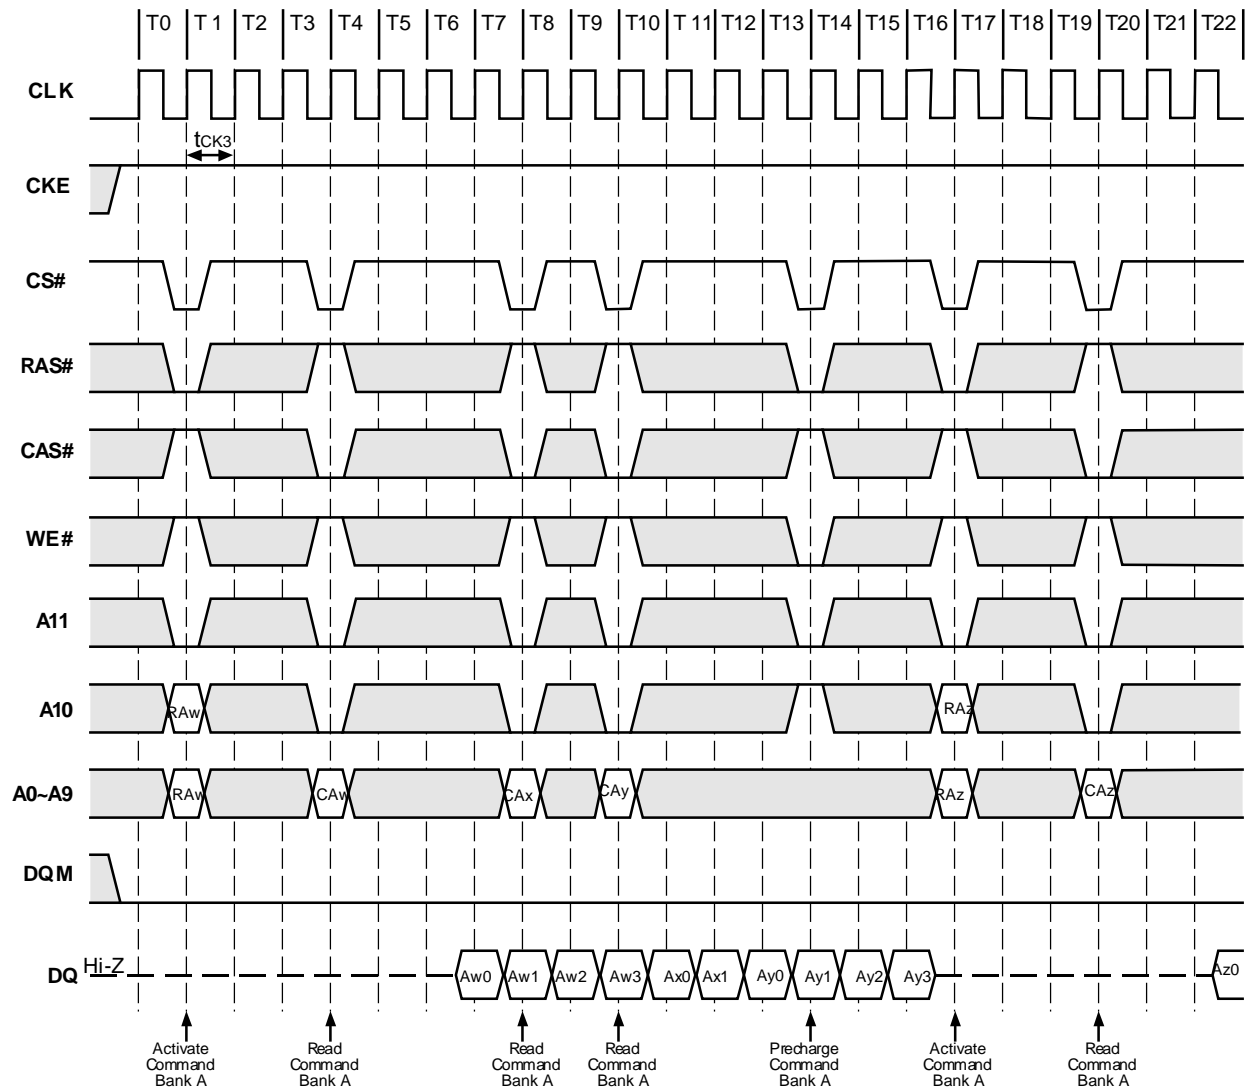 T0 T 1 T2 T3 T4 T5 T6 T7 T8 T9 T10 T 11 T12 T13 T14 T15 T16 T17 T18 T19 T20 T21 T22
CLK
tCK3
CKE
CS#
RAS#
CAS#
WE#
A11
A10 RAw RAz
A0~A9 RAw CAw CAx CAy RAz CAz
DQM
DQ Hi-Z Aw0 Aw1 Aw2 Aw3 Ax0 Ax1 Ay0 Ay1 Ay2 Ay3 Az0
Activate Command Bank A
Read Command Bank A
Read Command Bank A
Read Command Bank A
Precharge Command Bank A
Activate Command Bank A
Read Command Bank A